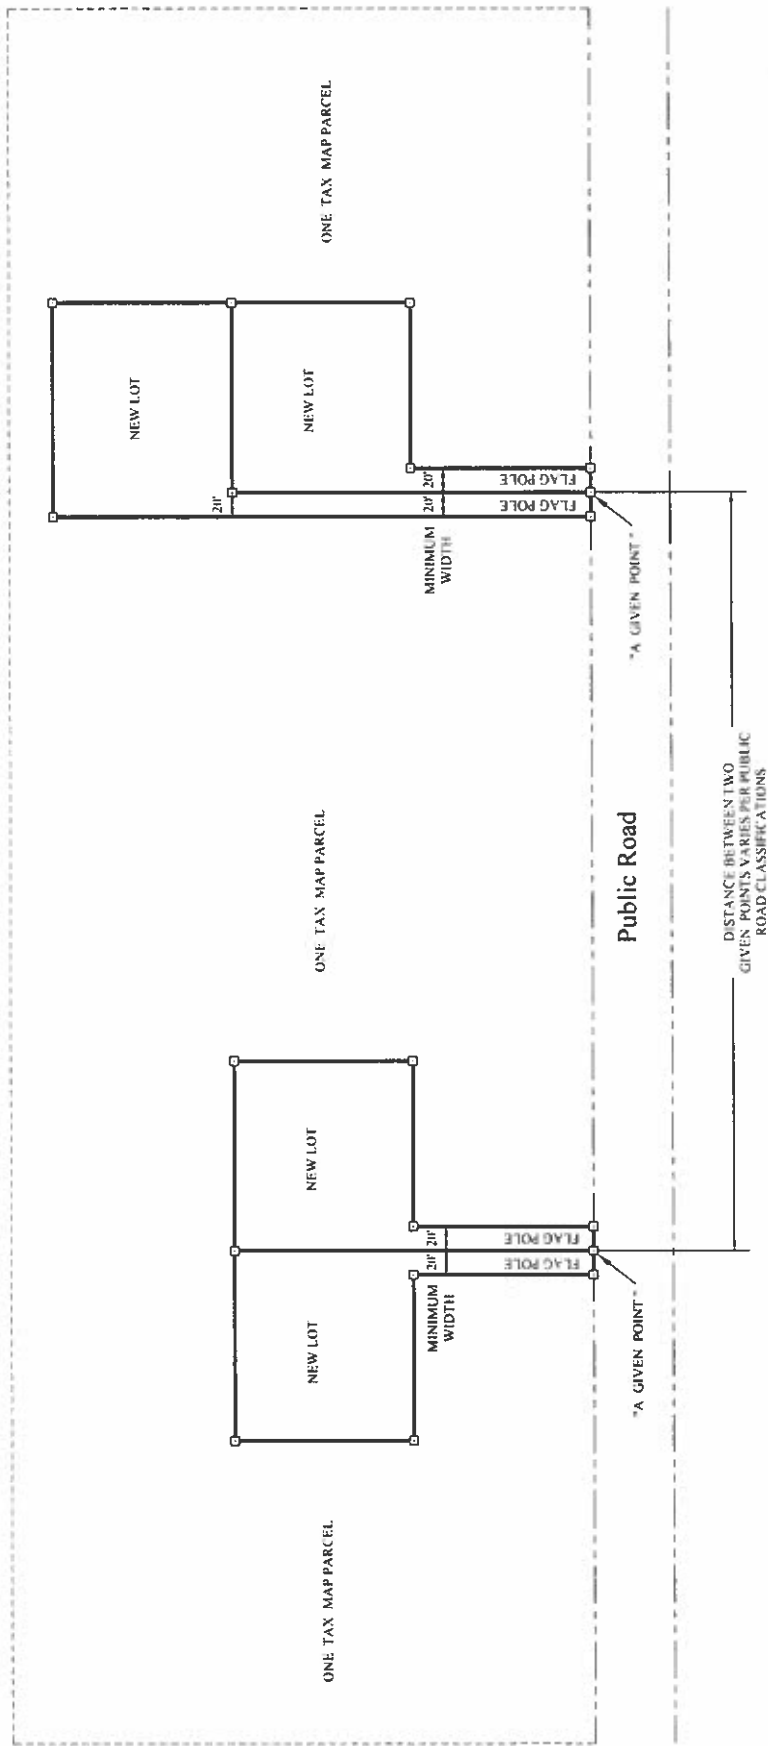 ONE TAX MAP PARCEL
ONE TAX MAP PARCEL
ONE TAX MAP PARCEL
NEW LOT
NEW LOT
NEW LOT
NEW LOT
20'
MINIMUM
WIDTH
20'
20'
FLAG POLE
FLAG POLE
MINIMUM
WIDTH
20'
20'
FLAG POLE
FLAG POLE
"A GIVEN POINT"
"A GIVEN POINT"
Public Road
DISTANCE BETWEEN TWO
GIVEN POINTS VARIES PER PUBLIC
ROAD CLASSIFICATIONS